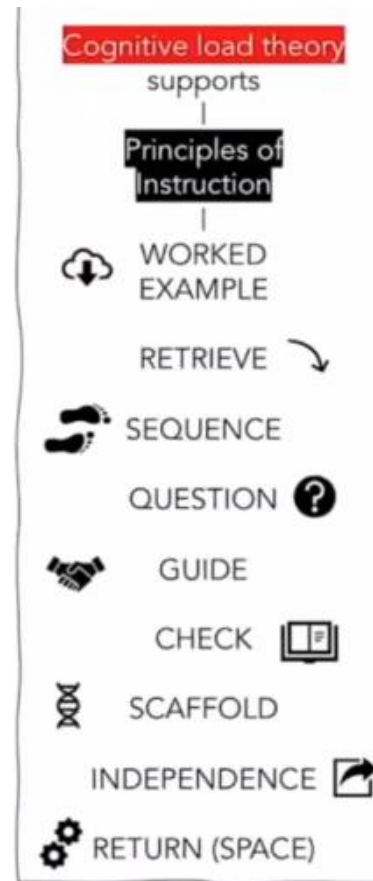 Cognitive load theory
supports
Principles of
Instruction
WORKED
EXAMPLE
RETRIEVE
SEQUENCE
QUESTION
GUIDE
CHECK
SCAFFOLD
INDEPENDENCE
RETURN (SPACE)